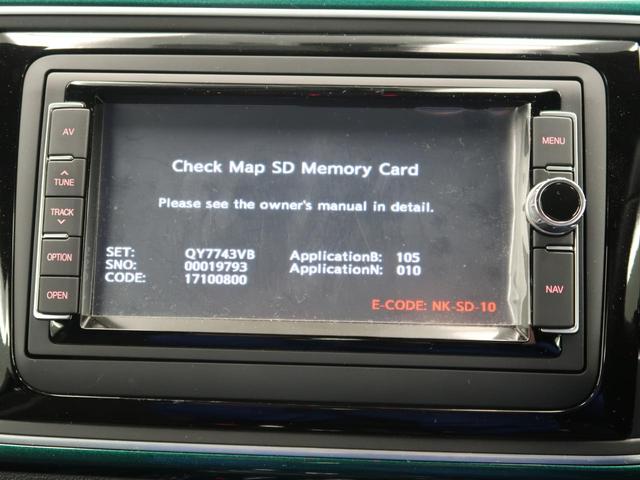 AV
TUNE
TRACK
OPTION
OPEN
Check Map SD Memory Card
Please see the owner's manual in detail.
SET: QY7743VB ApplicationB: 105
SNO: 00019793 ApplicationN: 010
CODE: 17100800
E-CODE: NK-SD-10
MENU
NAV